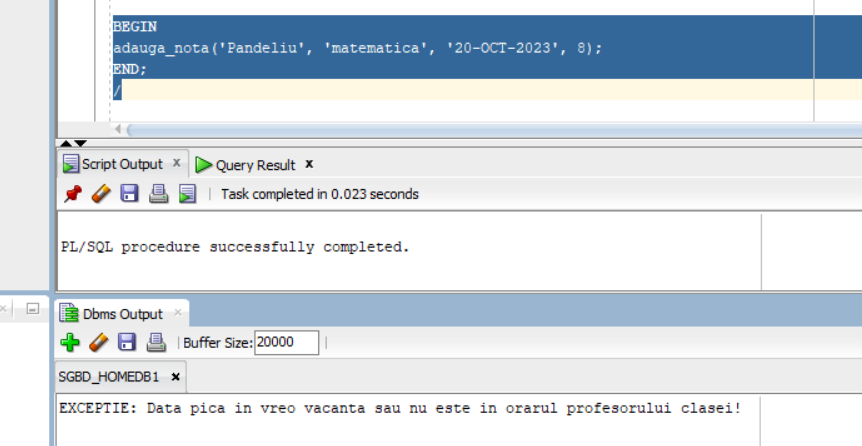 BEGIN
adauga_nota('Pandeliu', 'matematica', '20-OCT-2023', 8);
END;
/
Script Output x Query Result x
Task completed in 0.023 seconds
PL/SQL procedure successfully completed.
Dbms Output x
Buffer Size: 20000
SGBD_HOMEDB1 x
EXCEPTIE: Data pica in vreo vacanta sau nu este in orarul profesorului clasei!